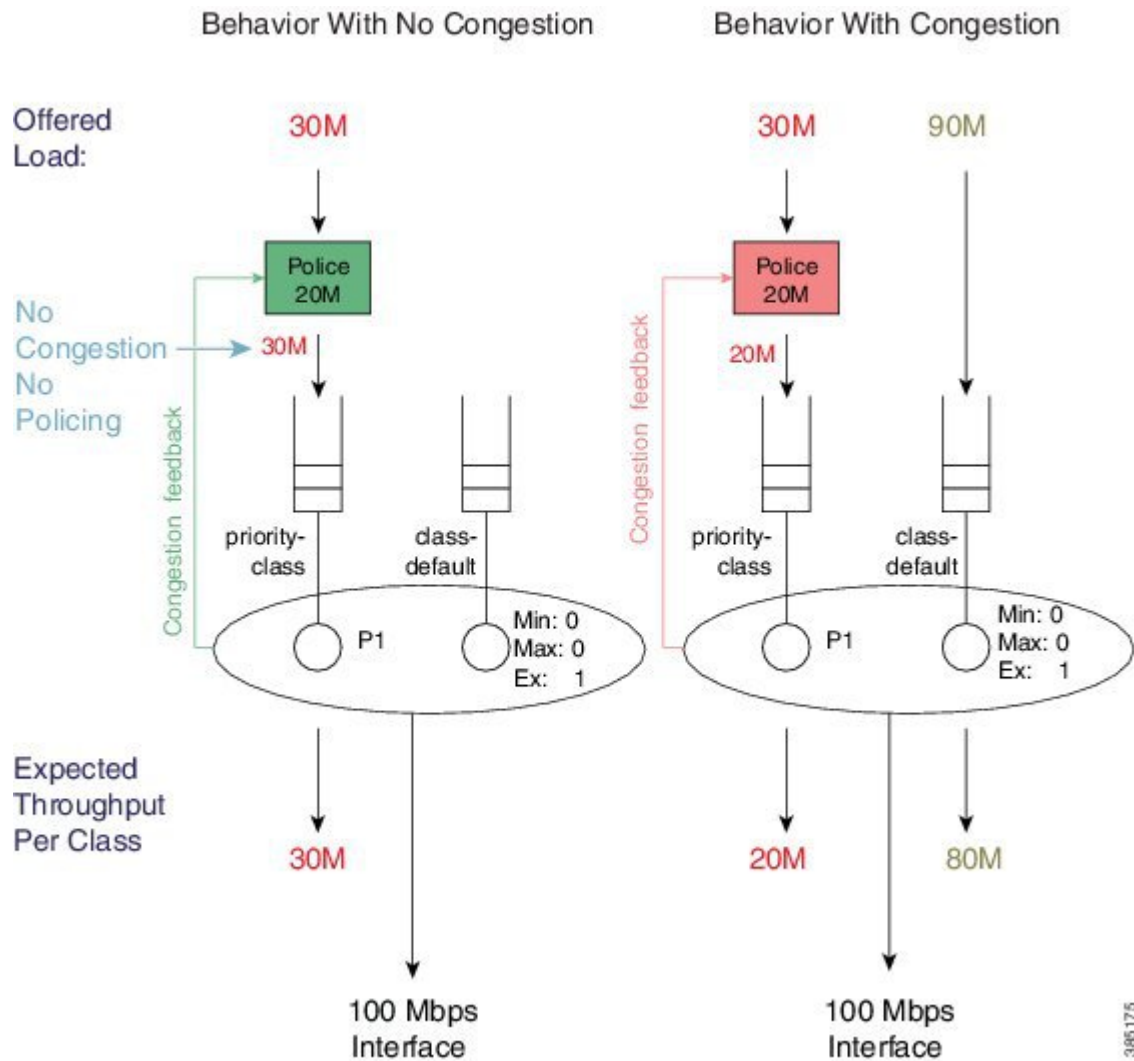 Behavior With No Congestion
Behavior With Congestion
Offered
Load:
30M
30M
90M
Police
20M
Police
20M
No
Congestion
No
Policing
30M
20M
Congestion feedback
Congestion feedback
priority-
class
class-
default
priority-
class
class-
default
P1
Min: 0
Max: 0
Ex: 1
P1
Min: 0
Max: 0
Ex: 1
Expected
Throughput
Per Class
30M
20M
80M
100 Mbps
Interface
100 Mbps
Interface
385175